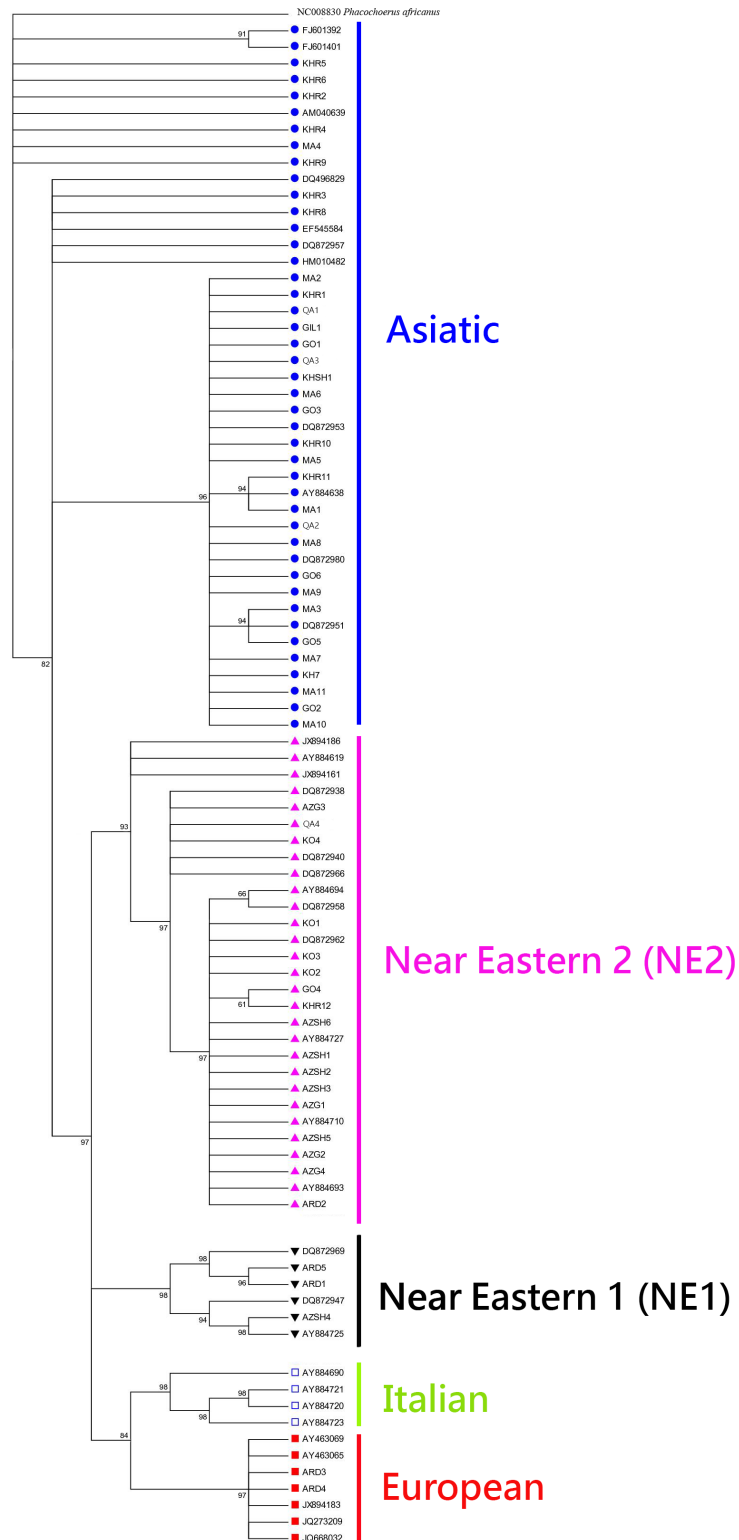 NC008830 Phacochoerus africanus
91
FJ601392
FJ601401
KHR5
KHR6
KHR2
AM040639
KHR4
MA4
KHR9
DQ496829
KHR3
KHR8
EF545584
DQ872957
HM010482
MA2
KHR1
QA1
GIL1
GO1
QA3
KHSH1
MA6
GO3
DQ872953
KHR10
MA5
KHR11
94
AY884638
96
MA1
QA2
MA8
DQ872980
GO6
MA9
MA3
94
DQ872951
GO5
82
MA7
KH7
MA11
GO2
MA10
Asiatic
JX894186
AY884619
JX894161
DQ872938
AZG3
93
QA4
KO4
DQ872940
DQ872966
66
AY884694
DQ872958
97
KO1
DQ872962
KO3
KO2
GO4
61
KHR12
AZSH6
AY884727
97
AZSH1
AZSH2
AZSH3
AZG1
AY884710
97
AZSH5
AZG2
AZG4
AY884693
ARD2
Near Eastern 2 (NE2)
98
DQ872969
ARD5
96
ARD1
98
DQ872947
94
AZSH4
98
AY884725
Near Eastern 1 (NE1)
98
AY884690
98
AY884721
AY884720
98
AY884723
Italian
84
AY463069
AY463065
ARD3
97
ARD4
JX894183
JQ273209
JQ668032
European